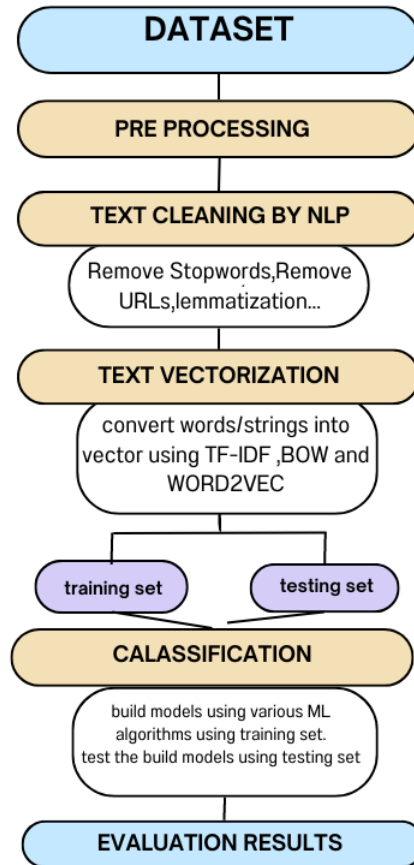 DATASET
PRE PROCESSING
TEXT CLEANING BY NLP
Remove Stopwords,Remove
URLs,lemmatization...
TEXT VECTORIZATION
convert words/strings into
vector using TF-IDF ,BOW and
WORD2VEC
training set
testing set
CALASSIFICATION
build models using various ML
algorithms using training set.
test the build models using testing set
EVALUATION RESULTS